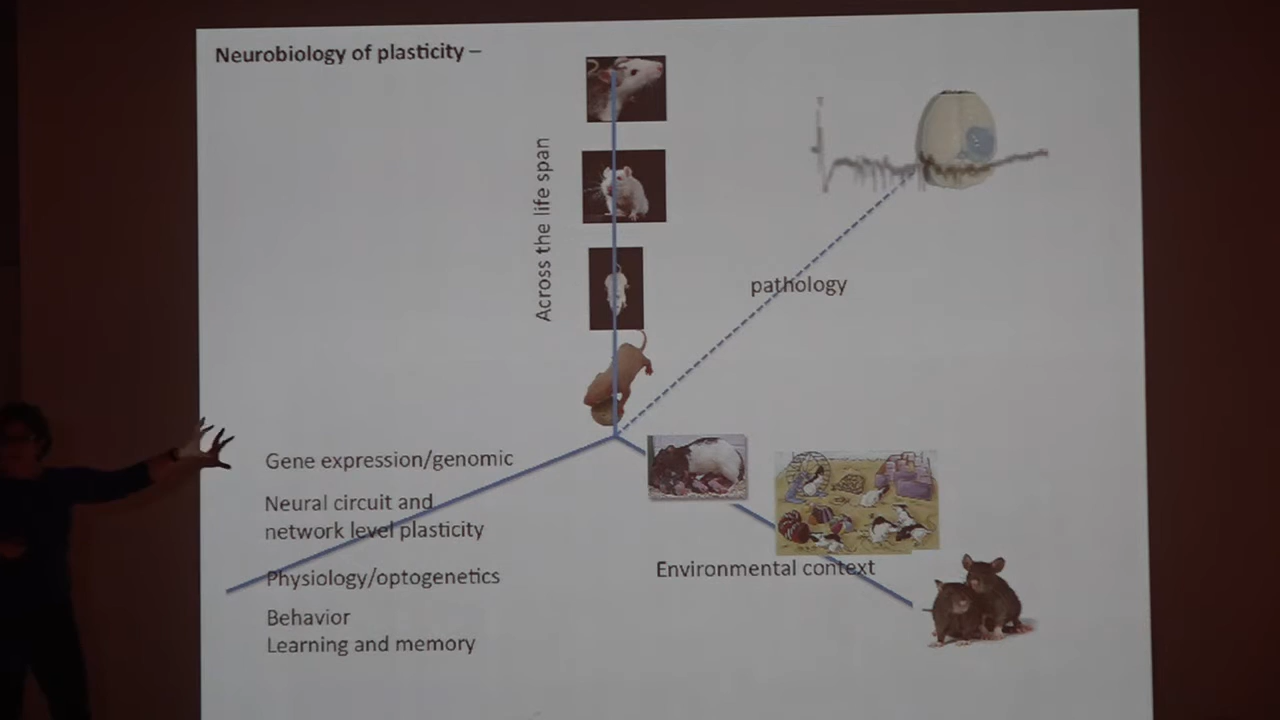 Neurobiology of plasticity –
Across the life span
pathology
Gene expression/genomic
Neural circuit and
network level plasticity
Physiology/optogenetics
Behavior
Learning and memory
Environmental context